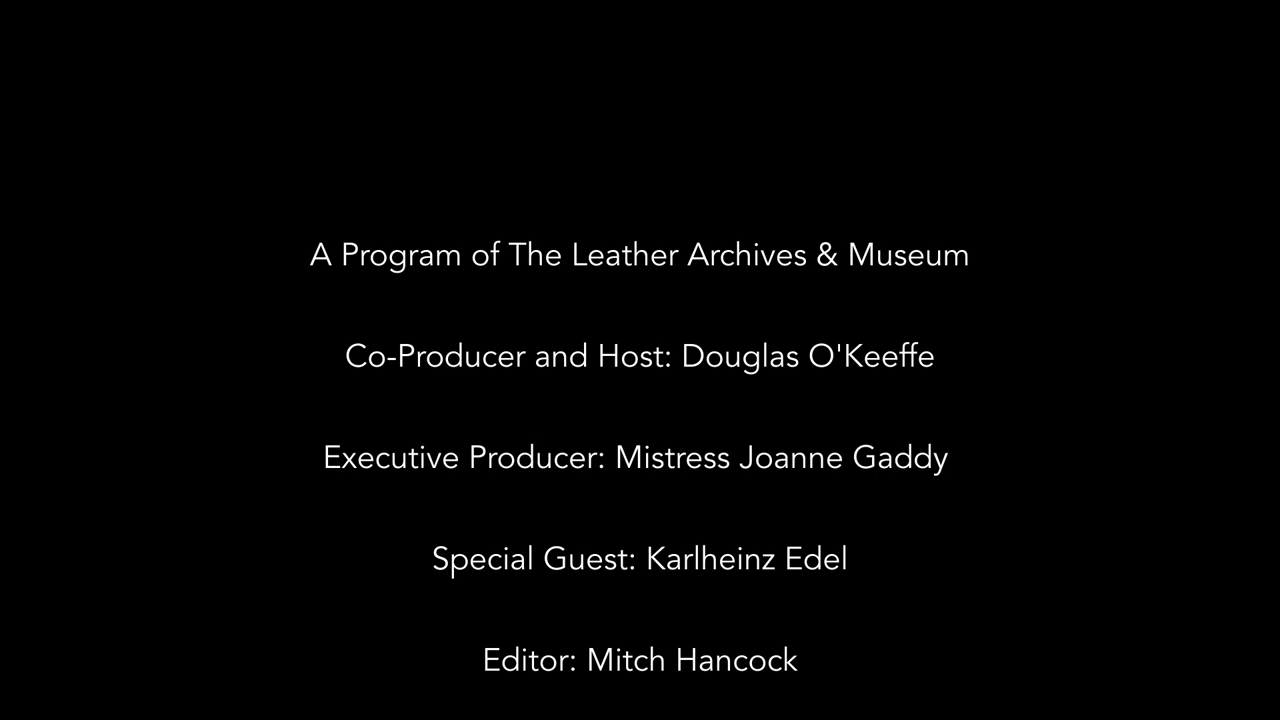 A Program of The Leather Archives & Museum
Co-Producer and Host: Douglas O'Keeffe
Executive Producer: Mistress Joanne Gaddy
Special Guest: Karlheinz Edel
Editor: Mitch Hancock